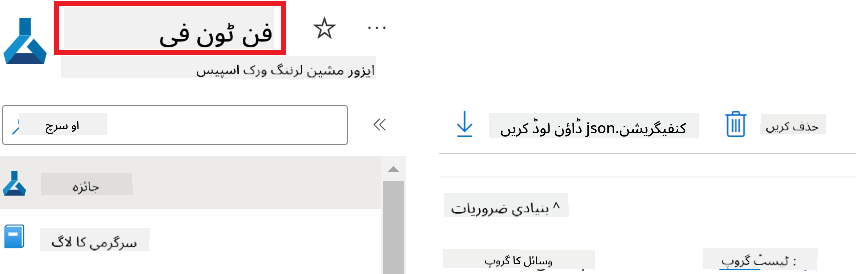 فن ٹون فی
ایزور مشین لرننگ ورک اسپیس
او سرچ
کنفیگریشن.json ڈاؤن لوڈ کریں
حذف کریں
جائزہ
^ بنیادی ضروریات
سرگرمی کا لاگ
وسائل کا گروپ
لیسٹ گروپ :